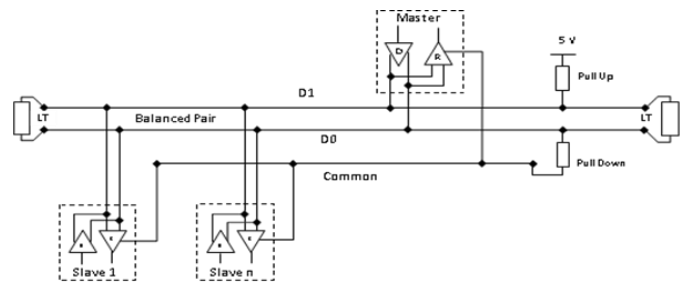 Master
D
R
5 V
Pull Up
D1
LT
Balanced Pair
LT
D0
Pull Down
Common
Slave 1
Slave n